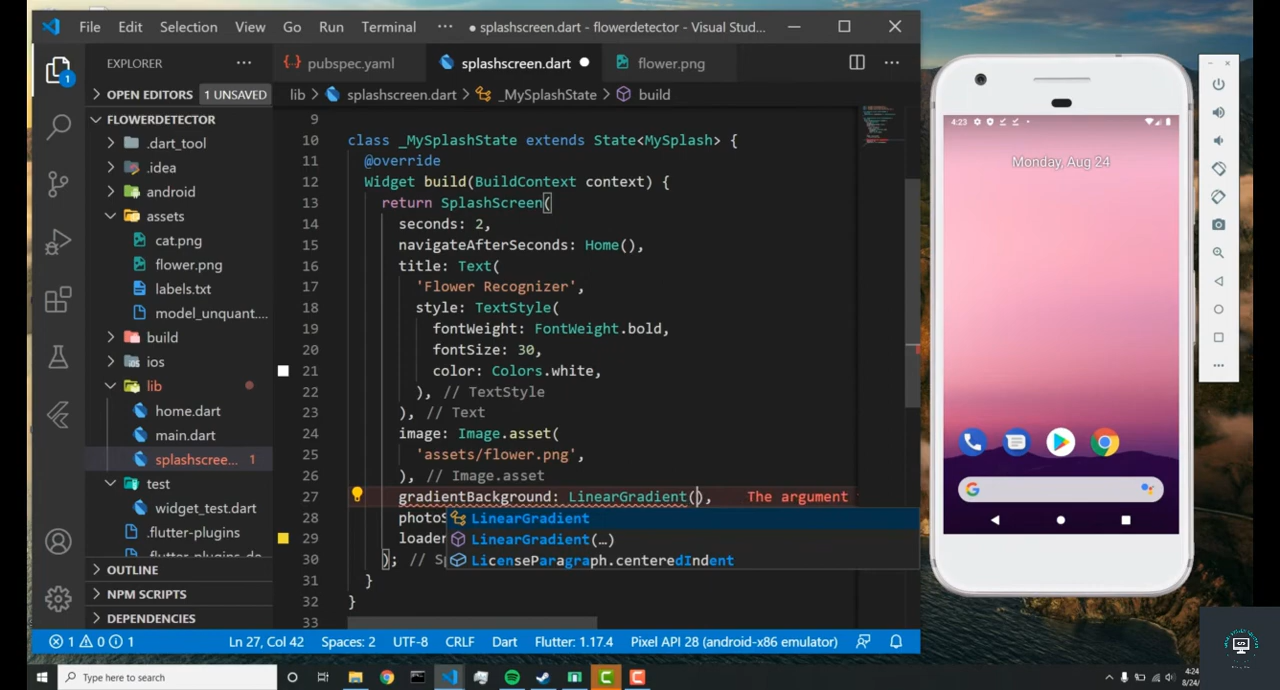 File Edit Selection View Go Run Terminal ··· ● splashscreen.dart - flowerdetector - Visual Stud...
EXPLORER ···
pubspec.yaml
splashscreen.dart ●
flower.png
···
OPEN EDITORS 1 UNSAVED
lib > splashscreen.dart > _MySplashState > build
FLOWERDETECTOR
.dart_tool
.idea
android
assets
cat.png
flower.png
labels.txt
model_unquant....
build
ios
lib
home.dart
main.dart
splashscree... 1
test
widget_test.dart
.flutter-plugins
OUTLINE
NPM SCRIPTS
DEPENDENCIES
1
9
10 class _MySplashState extends State<MySplash> {
11 @override
12 Widget build(BuildContext context) {
13 return SplashScreen(
14 seconds: 2,
15 navigateAfterSeconds: Home(),
16 title: Text(
17 'Flower Recognizer',
18 style: TextStyle(
19 fontWeight: FontWeight.bold,
20 fontSize: 30,
21 color: Colors.white,
22 ), // TextStyle
23 ), // Text
24 image: Image.asset(
25 'assets/flower.png',
26 ), // Image.asset
27 gradientBackground: LinearGradient(), The argument
28 photoS
29 loader
30 ); // Sp
31 }
32 }
33
LinearGradient
LinearGradient(…)
LicenseParagraph.centeredIndent
1 0 1 Ln 27, Col 42 Spaces: 2 UTF-8 CRLF Dart Flutter: 1.17.4 Pixel API 28 (android-x86 emulator)
4:23
Monday, Aug 24
Type here to search
4:24
8/24/